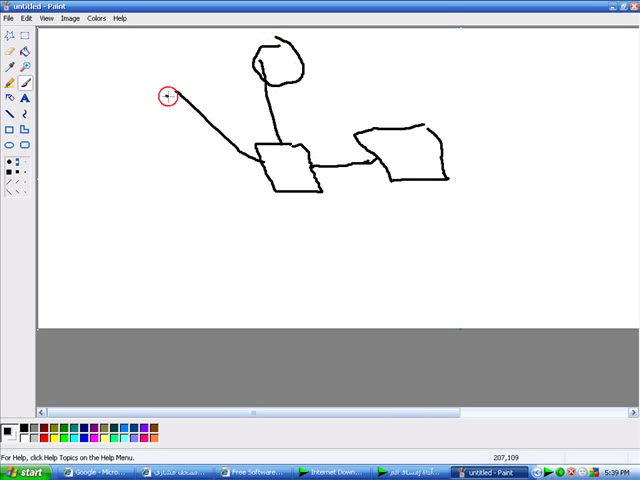 untitled - Paint
File Edit View Image Colors Help
A
For Help, click Help Topics on the Help Menu.
207,109
start
Google - Micro...
Free Software...
Internet Down...
untitled - Paint
5:39 PM